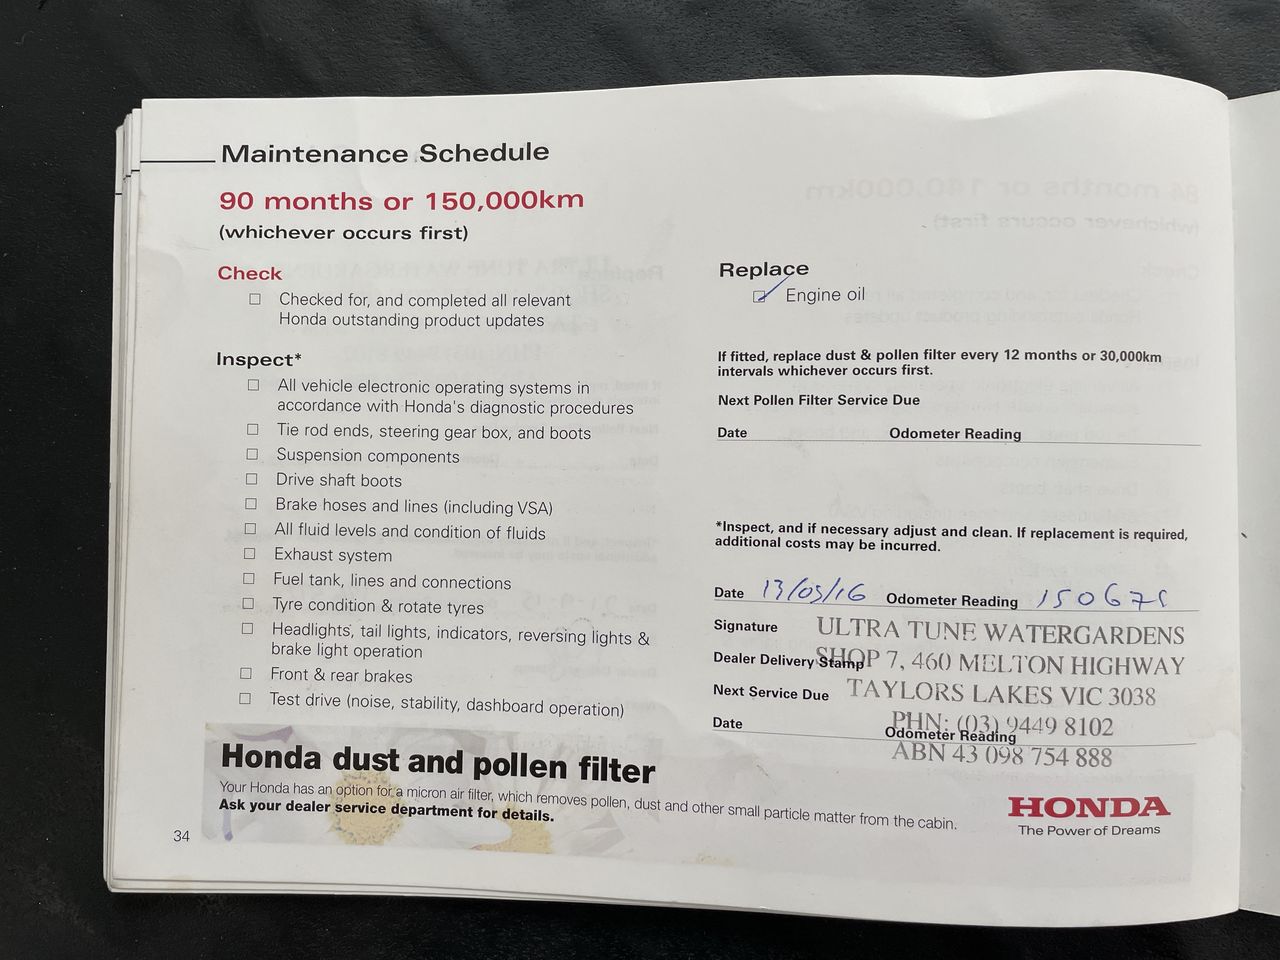 Maintenance Schedule
90 months or 150,000km
(whichever occurs first)
Check
Checked for, and completed all relevant
Honda outstanding product updates
Inspect*
All vehicle electronic operating systems in
accordance with Honda's diagnostic procedures
Tie rod ends, steering gear box, and boots
Suspension components
Drive shaft boots
Brake hoses and lines (including VSA)
All fluid levels and condition of fluids
Exhaust system
Fuel tank, lines and connections
Tyre condition & rotate tyres
Headlights, tail lights, indicators, reversing lights &
brake light operation
Front & rear brakes
Test drive (noise, stability, dashboard operation)
Replace
Engine oil
If fitted, replace dust & pollen filter every 12 months or 30,000km
intervals whichever occurs first.
Next Pollen Filter Service Due
Date Odometer Reading
*Inspect, and if necessary adjust and clean. If replacement is required,
additional costs may be incurred.
Date 13/03/16 Odometer Reading
Signature ULTRA TUNE WATERGARDENS
Dealer Delivery Stamp SHOP 7, 460 MELTON HIGHWAY
Next Service Due TAYLORS LAKES VIC 3038
PHN: (03) 9449 8102
Date Odometer Reading
ABN 43 098 754 888
Honda dust and pollen filter
Your Honda has an option for a micron air filter, which removes pollen, dust and other small particle matter from the cabin.
Ask your dealer service department for details.
HONDA
The Power of Dreams
34